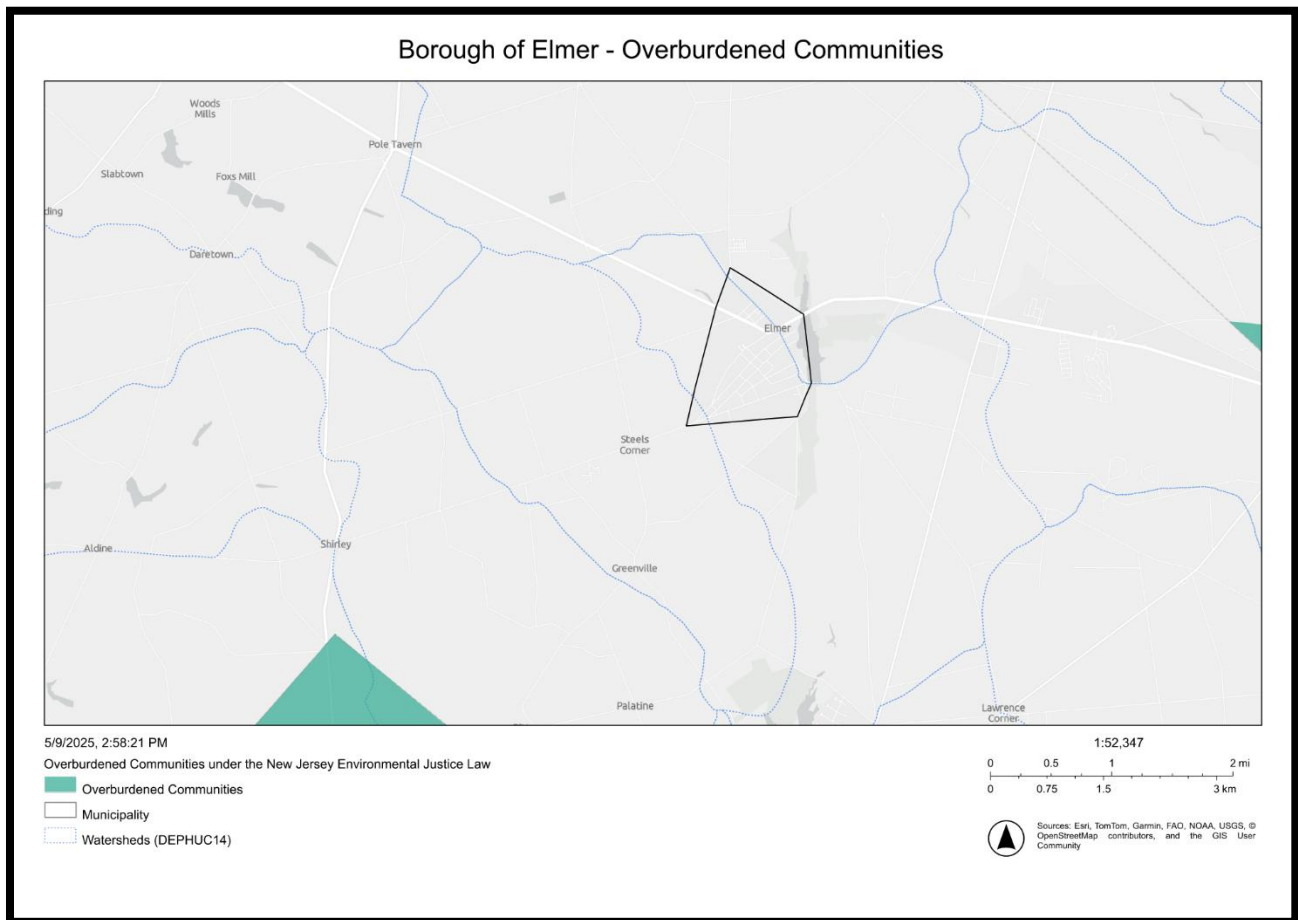 Borough of Elmer - Overburdened Communities
Woods
Mills
Pole Tavern
Slabtown
Foxs Mill
ding
Daretown
Elmer
Steels
Corner
Aldine
Shirley
Greenville
Palatine
Lawrence
Corner
5/9/2025, 2:58:21 PM
Overburdened Communities under the New Jersey Environmental Justice Law
Overburdened Communities
Municipality
Watersheds (DEPHUC14)
1:52,347
0 0.5 1 2 mi
0 0.75 1.5 3 km
Sources: Esri, TomTom, Garmin, FAO, NOAA, USGS, ©
OpenStreetMap contributors, and the GIS User
Community